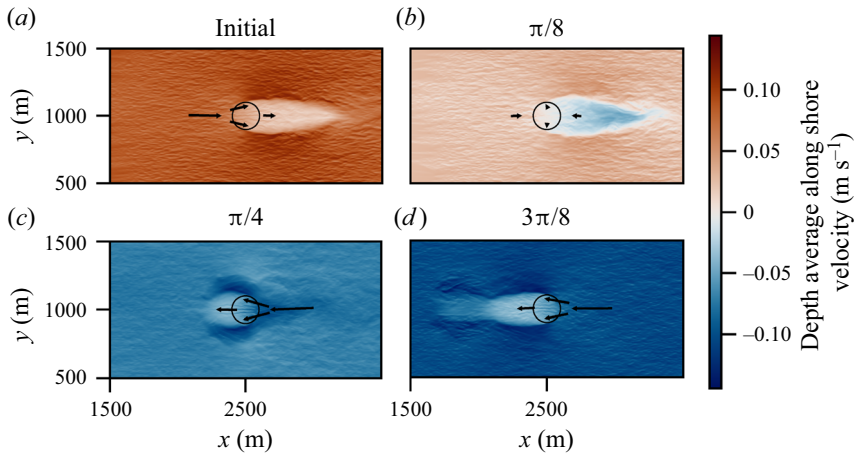 (a) Initial
(b) π/8
1500
1000
500
y (m)
(c) π/4
(d) 3π/8
1500
1000
500
y (m)
1500 2500
1500 2500
x (m)
x (m)
0.10
0.05
0
−0.05
−0.10
Depth average along shore
velocity (m s⁻¹)